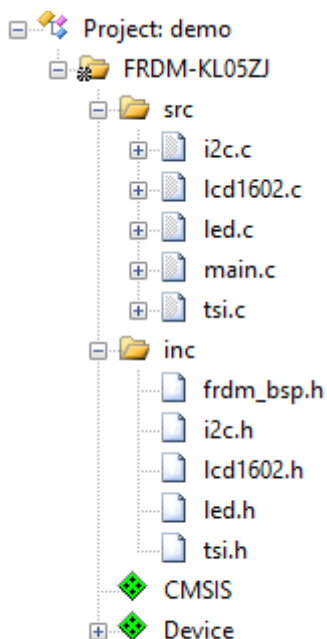 Project: demo
FRDM-KL05ZJ
src
i2c.c
lcd1602.c
led.c
main.c
tsi.c
inc
frdm_bsp.h
i2c.h
lcd1602.h
led.h
tsi.h
CMSIS
Device